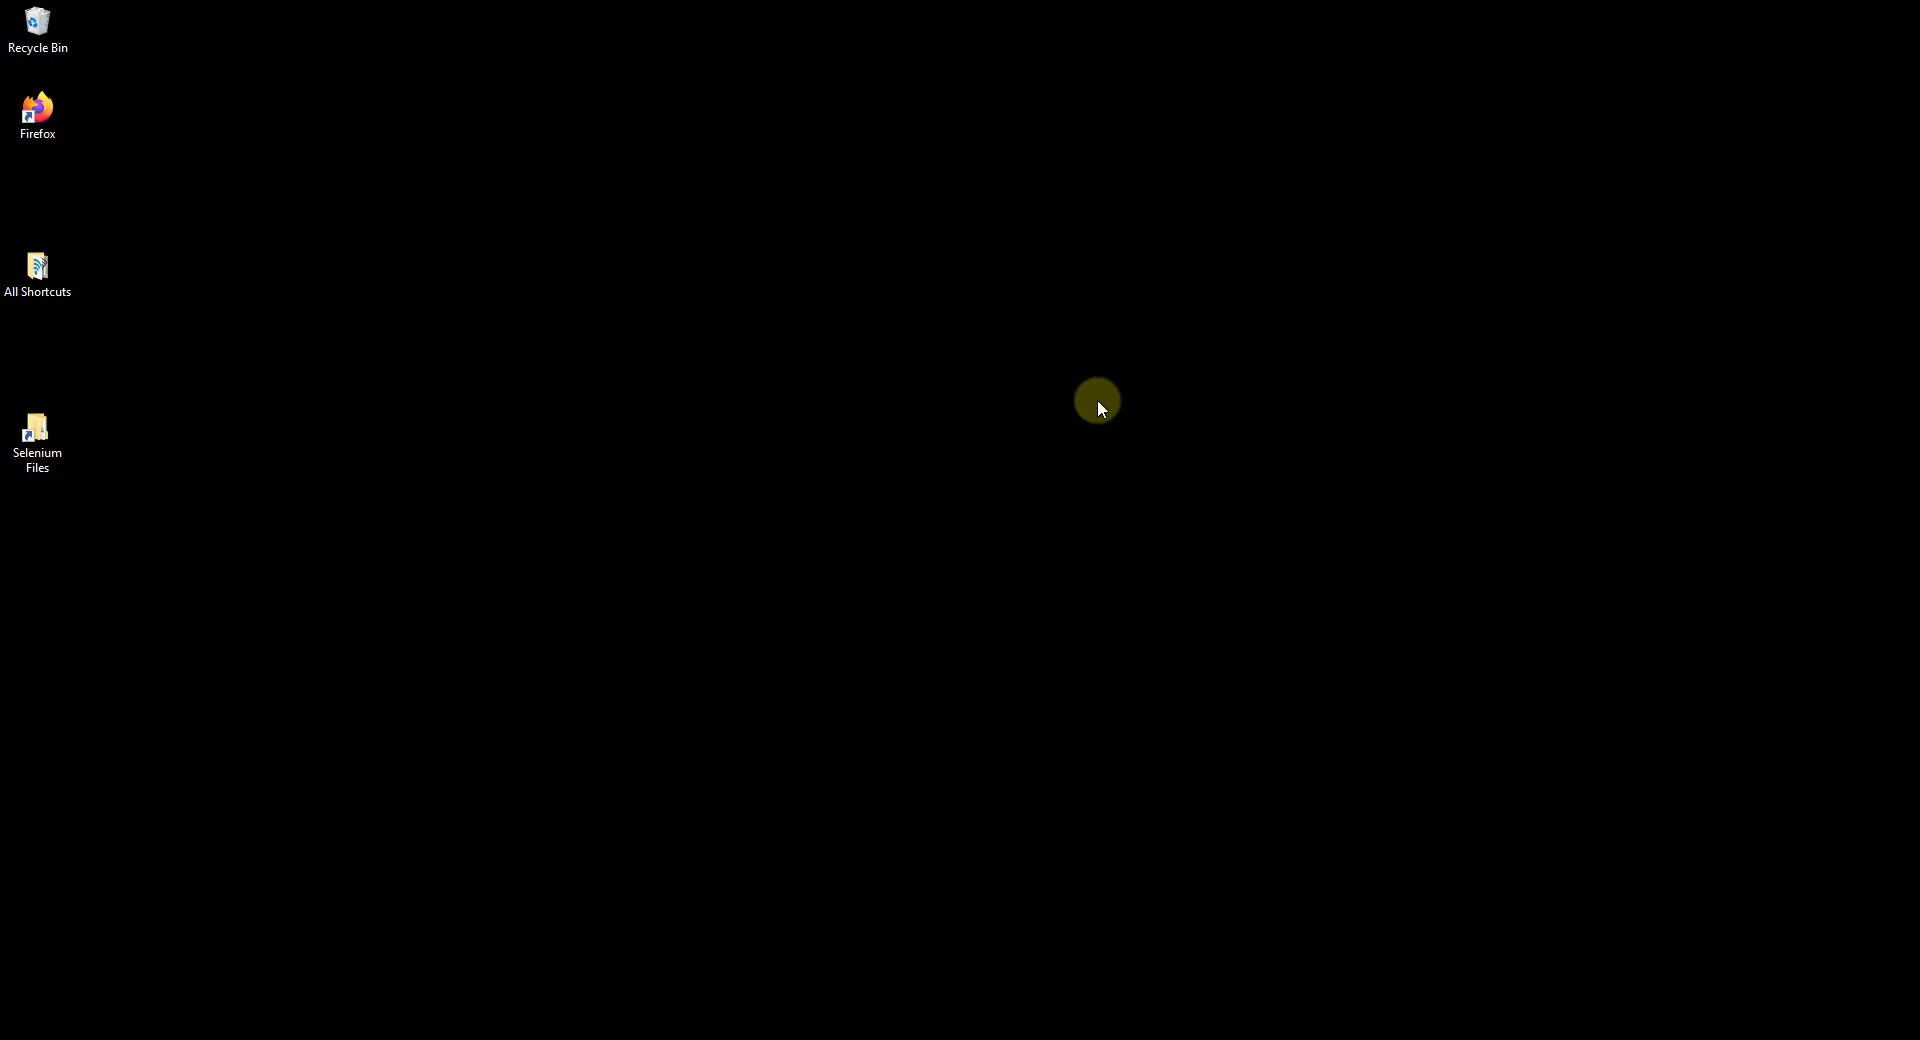 Recycle Bin
Firefox
All Shortcuts
Selenium
Files